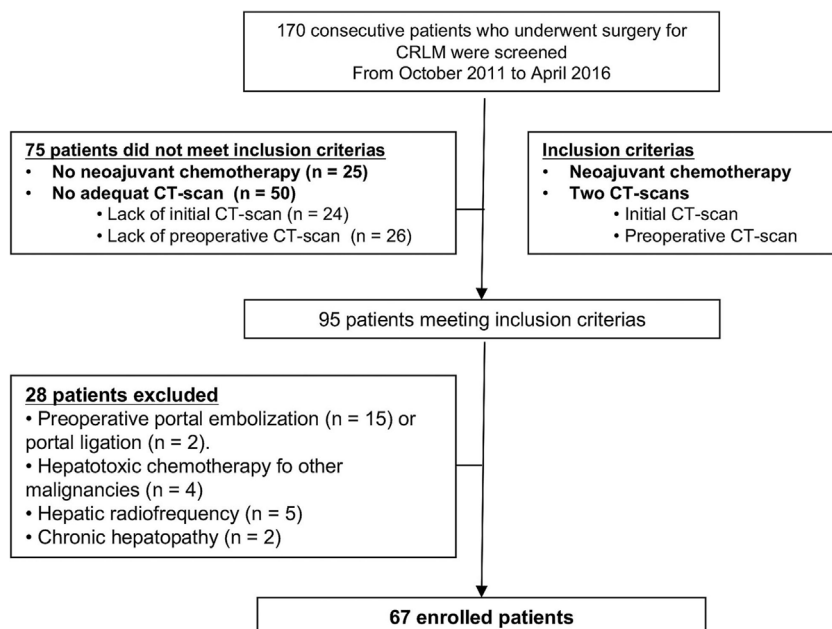 170 consecutive patients who underwent surgery for
CRLM were screened
From October 2011 to April 2016
75 patients did not meet inclusion criterias
• No neoajuvant chemotherapy (n = 25)
• No adequat CT-scan (n = 50)
• Lack of initial CT-scan (n = 24)
• Lack of preoperative CT-scan (n = 26)
Inclusion criterias
• Neoajuvant chemotherapy
• Two CT-scans
• Initial CT-scan
• Preoperative CT-scan
95 patients meeting inclusion criterias
28 patients excluded
• Preoperative portal embolization (n = 15) or
portal ligation (n = 2).
• Hepatotoxic chemotherapy fo other
malignancies (n = 4)
• Hepatic radiofrequency (n = 5)
• Chronic hepatopathy (n = 2)
67 enrolled patients